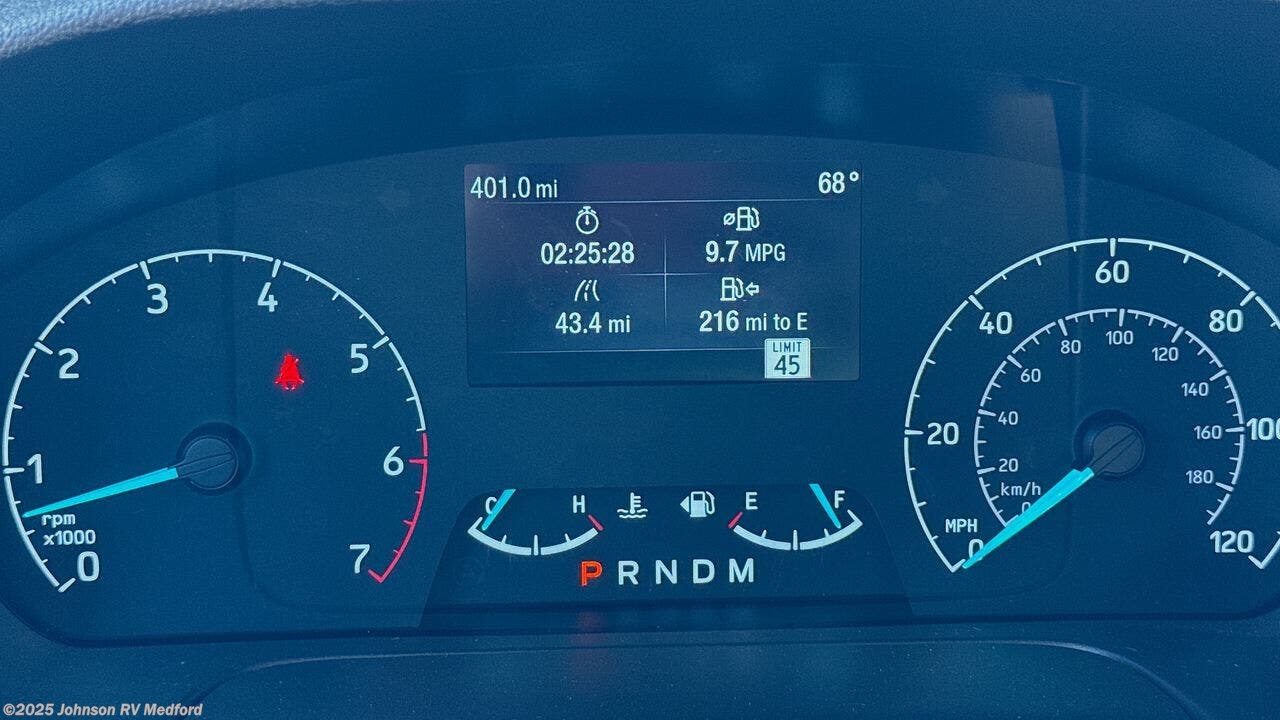 401.0 mi 68°
02:25:28 9.7 MPG
43.4 mi 216 mi to E
LIMIT
45
0 1 2 3 4 5 6 7
rpm
x1000
C H E F
P R N D M
0 20 40 60 80 100 120
MPH
0 20 40 60 80 100 120 140 160 180
km/h
©2025 Johnson RV Medford